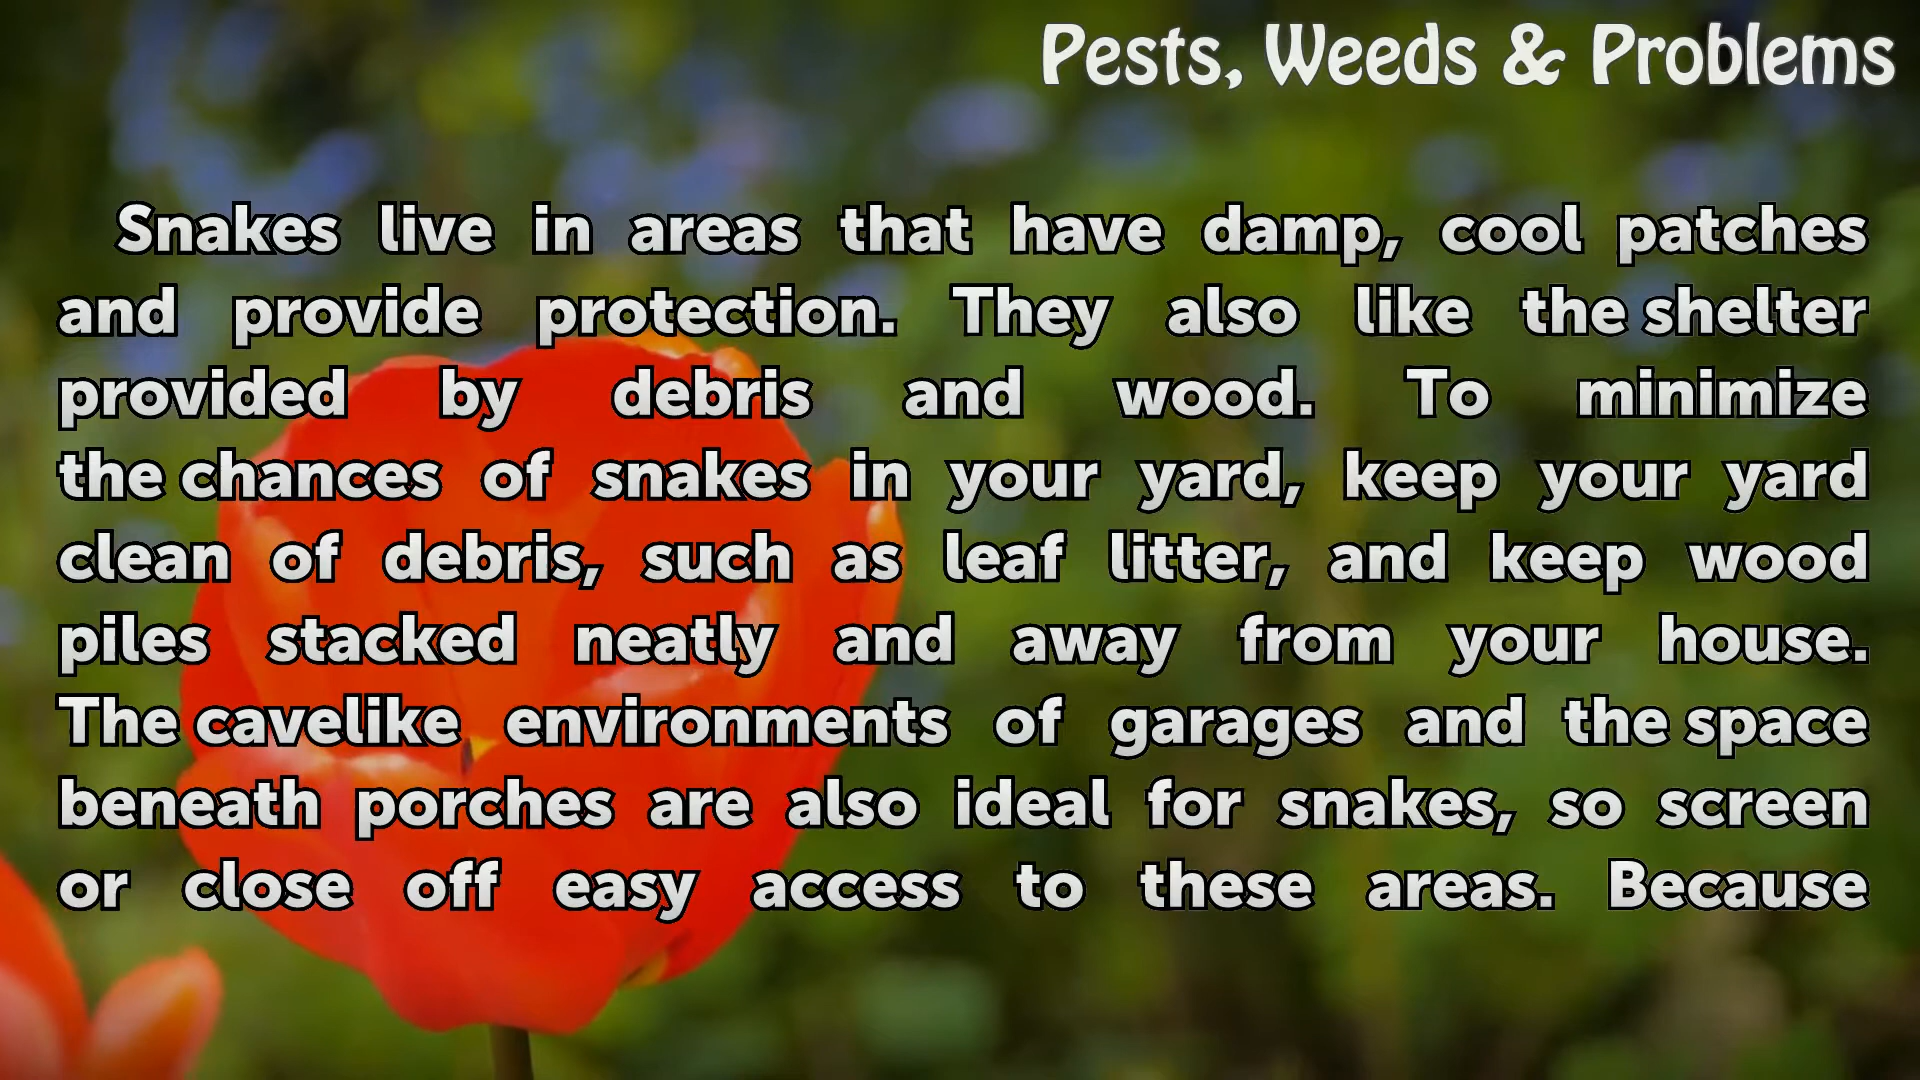 Pests, Weeds & Problems
Snakes live in areas that have damp, cool patches
and provide protection. They also like the shelter
provided by debris and wood. To minimize
the chances of snakes in your yard, keep your yard
clean of debris, such as leaf litter, and keep wood
piles stacked neatly and away from your house.
The cavelike environments of garages and the space
beneath porches are also ideal for snakes, so screen
or close off easy access to these areas. Because